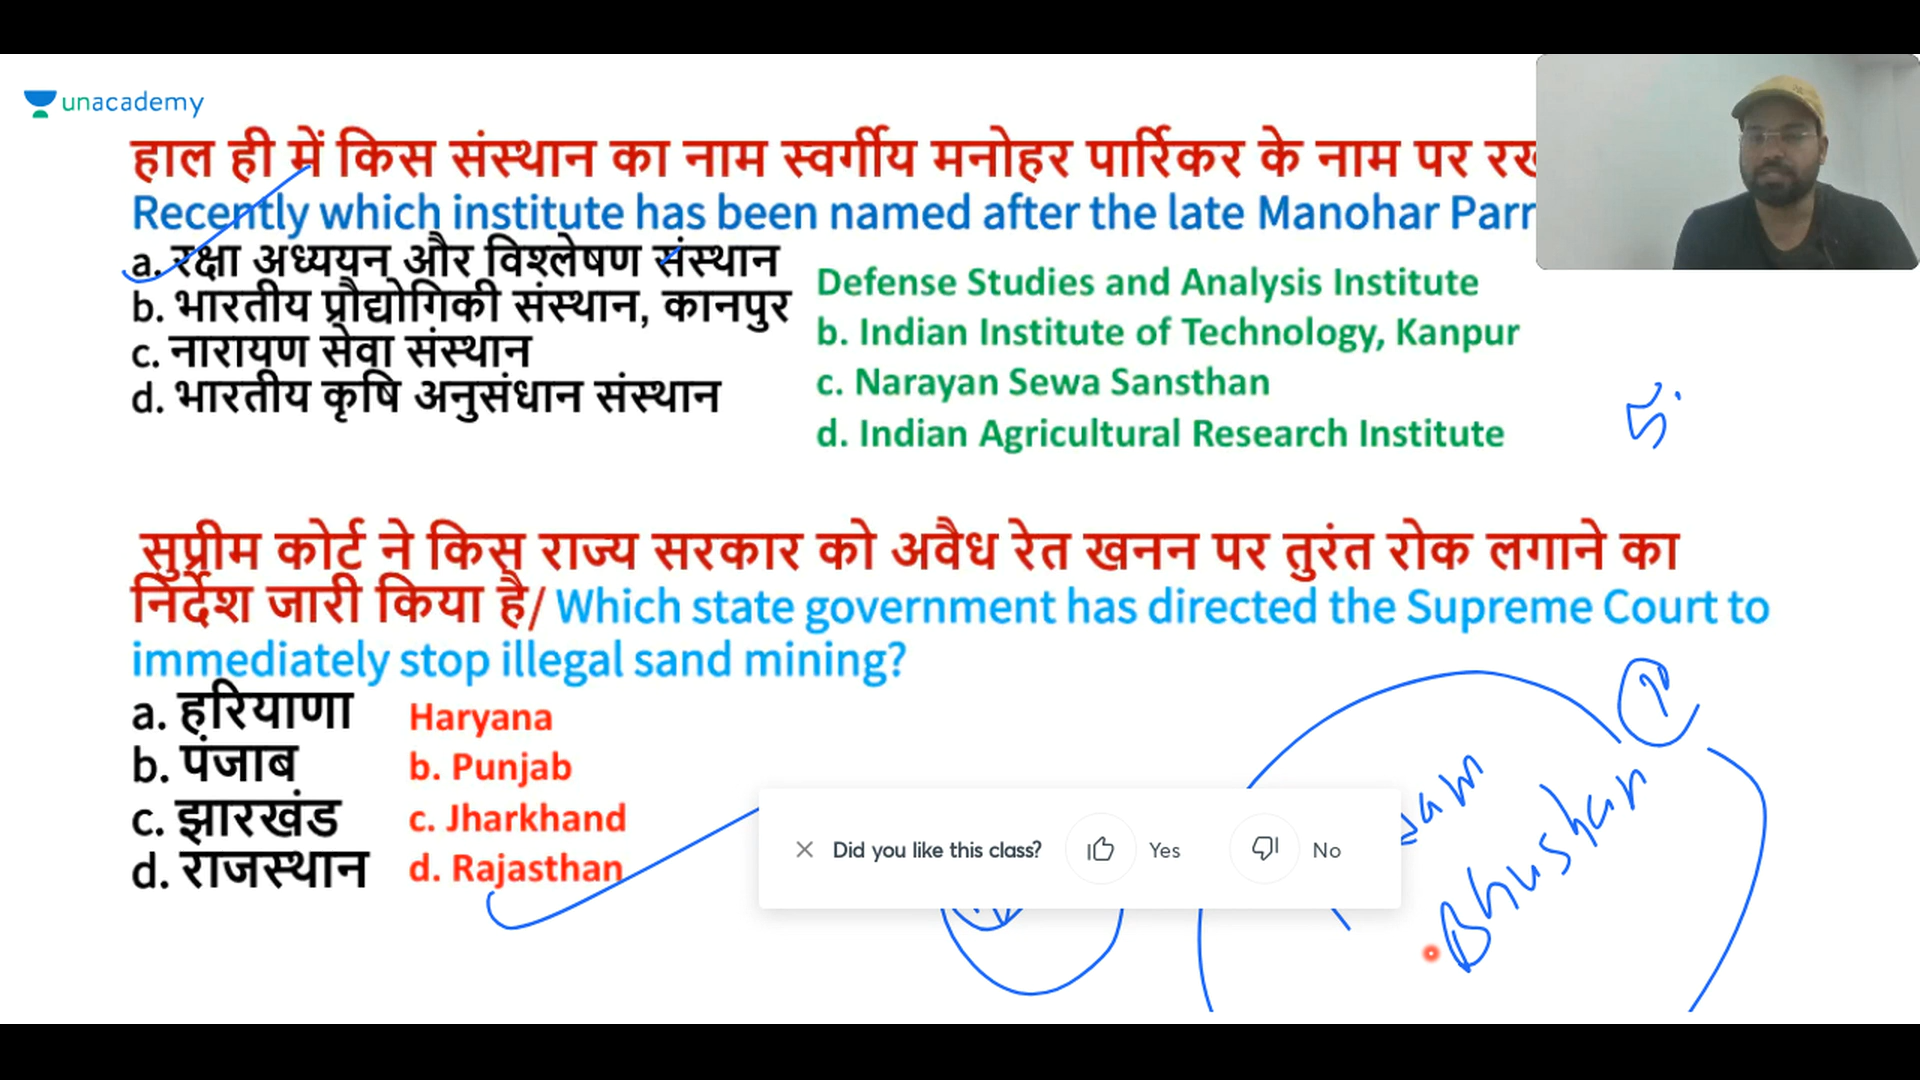 unacademy
हाल ही में किस संस्थान का नाम स्वर्गीय मनोहर पार्रिकर के नाम पर
Recently which institute has been named after the late Manohar
a. रक्षा अध्ययन और विश्लेषण संस्थान
b. भारतीय प्रौद्योगिकी संस्थान, कानपुर
c. नारायण सेवा संस्थान
d. भारतीय कृषि अनुसंधान संस्थान
Defense Studies and Analysis Institute
b. Indian Institute of Technology, Kanpur
c. Narayan Sewa Sansthan
d. Indian Agricultural Research Institute
सुप्रीम कोर्ट ने किस राज्य सरकार को अवैध रेत खनन पर तुरंत रोक लगाने का
निर्देश जारी किया है/ Which state government has directed the Supreme Court to
immediately stop illegal sand mining?
a. हरियाणा
b. पंजाब
c. झारखंड
d. राजस्थान
Haryana
b. Punjab
c. Jharkhand
d. Rajasthan
Did you like this class? Yes No
Bhushan